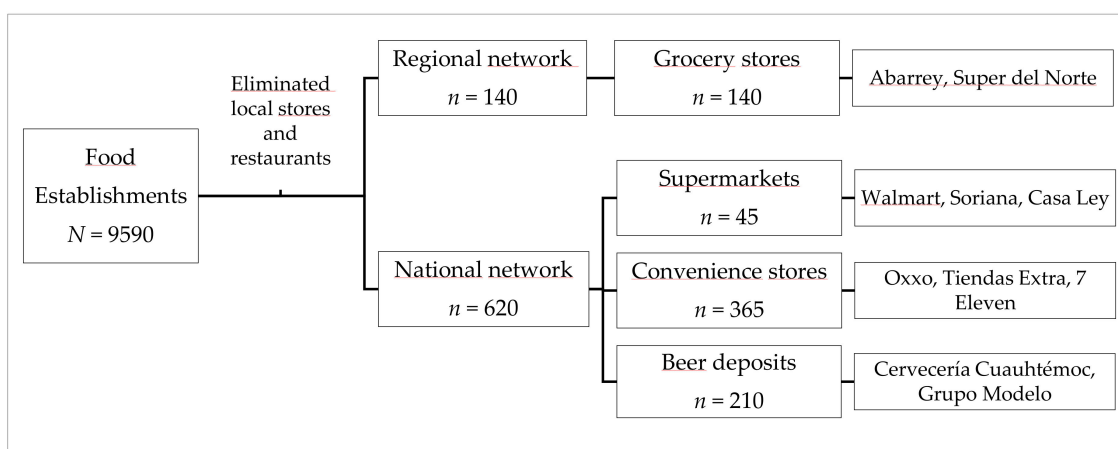 Food
Establishments
N = 9590
Eliminated
local stores
and
restaurants
Regional network
n = 140
Grocery stores
n = 140
Abarrey, Super del Norte
National network
n = 620
Supermarkets
n = 45
Walmart, Soriana, Casa Ley
Convenience stores
n = 365
Oxxo, Tiendas Extra, 7
Eleven
Beer deposits
n = 210
Cervecería Cuauhtémoc,
Grupo Modelo